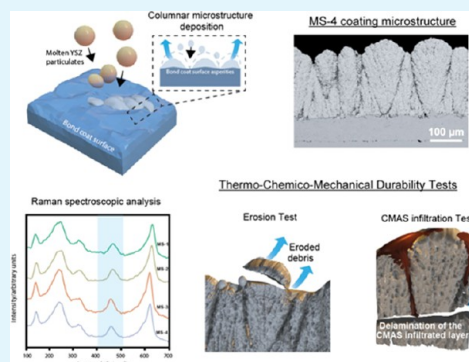 Columnar microstructure
deposition
Molten YSZ
particulates
Bond coat surface asperities
Bond coat surface
MS-4 coating microstructure
100 μm
Raman spectroscopic analysis
Intensity/arbitrary units
MS-1
MS-2
MS-3
MS-4
100 200 300 400 500 600 700
Thermo-Chemico-Mechanical Durability Tests
Erosion Test
Eroded
debris
CMAS infiltration Test
Delamination of the
CMAS infiltrated layer